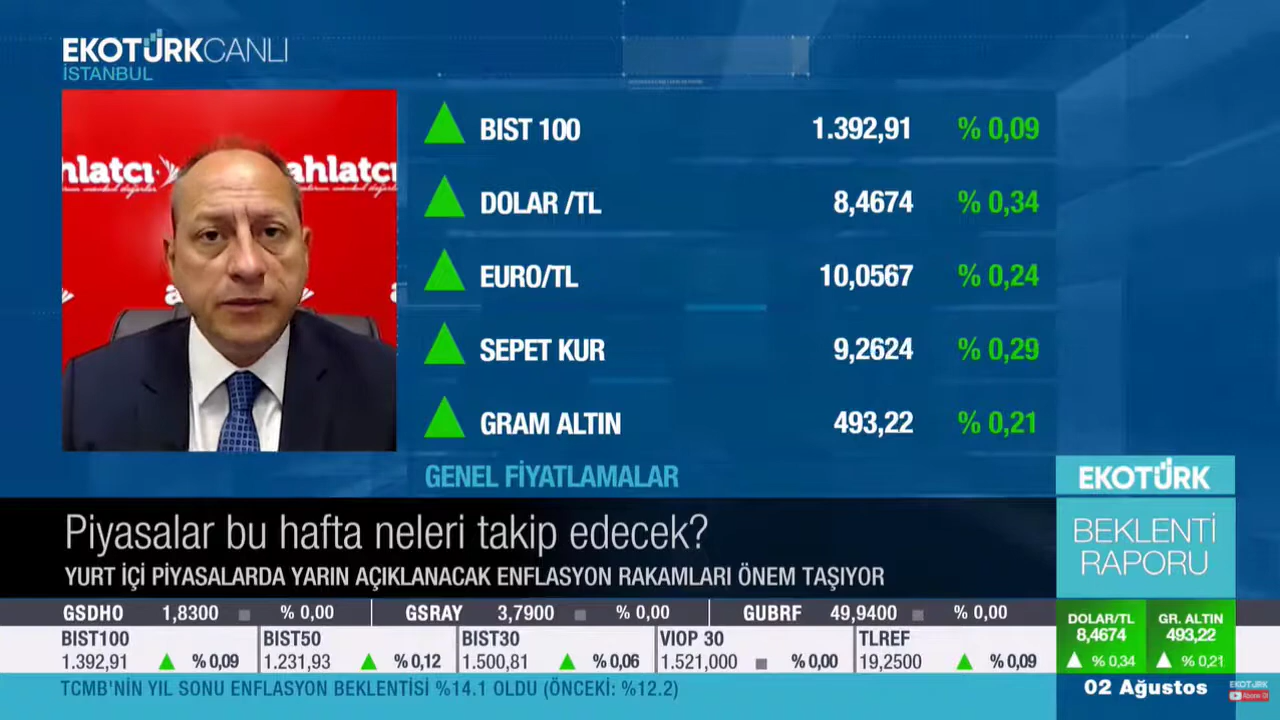 EKOTÜRK CANLI
İSTANBUL
ahlatcı
ahlatcı
BIST 100 1.392,91 % 0,09
DOLAR /TL 8,4674 % 0,34
EURO/TL 10,0567 % 0,24
SEPET KUR 9,2624 % 0,29
GRAM ALTIN 493,22 % 0,21
GENEL FİYATLAMALAR
EKOTÜRK
BEKLENTİ
RAPORU
Piyasalar bu hafta neleri takip edecek?
YURT İÇİ PİYASALARDA YARIN AÇIKLANACAK ENFLASYON RAKAMLARI ÖNEM TAŞIYOR
GSDHO 1,8300 % 0,00 GSRAY 3,7900 % 0,00 GUBRF 49,9400 % 0,00
BIST100 BIST50 BIST30 VIOP 30 TLREF
1.392,91 % 0,09 1.231,93 % 0,12 1.500,81 % 0,06 1.521,000 % 0,00 19,2500 % 0,09
DOLAR/TL GR. ALTIN
8,4674 493,22
% 0,34 % 0,21
TCMB'NİN YIL SONU ENFLASYON BEKLENTİSİ %14.1 OLDU (ÖNCEKİ: %12.2)
02 Ağustos
EKOTÜRK
Abone Ol